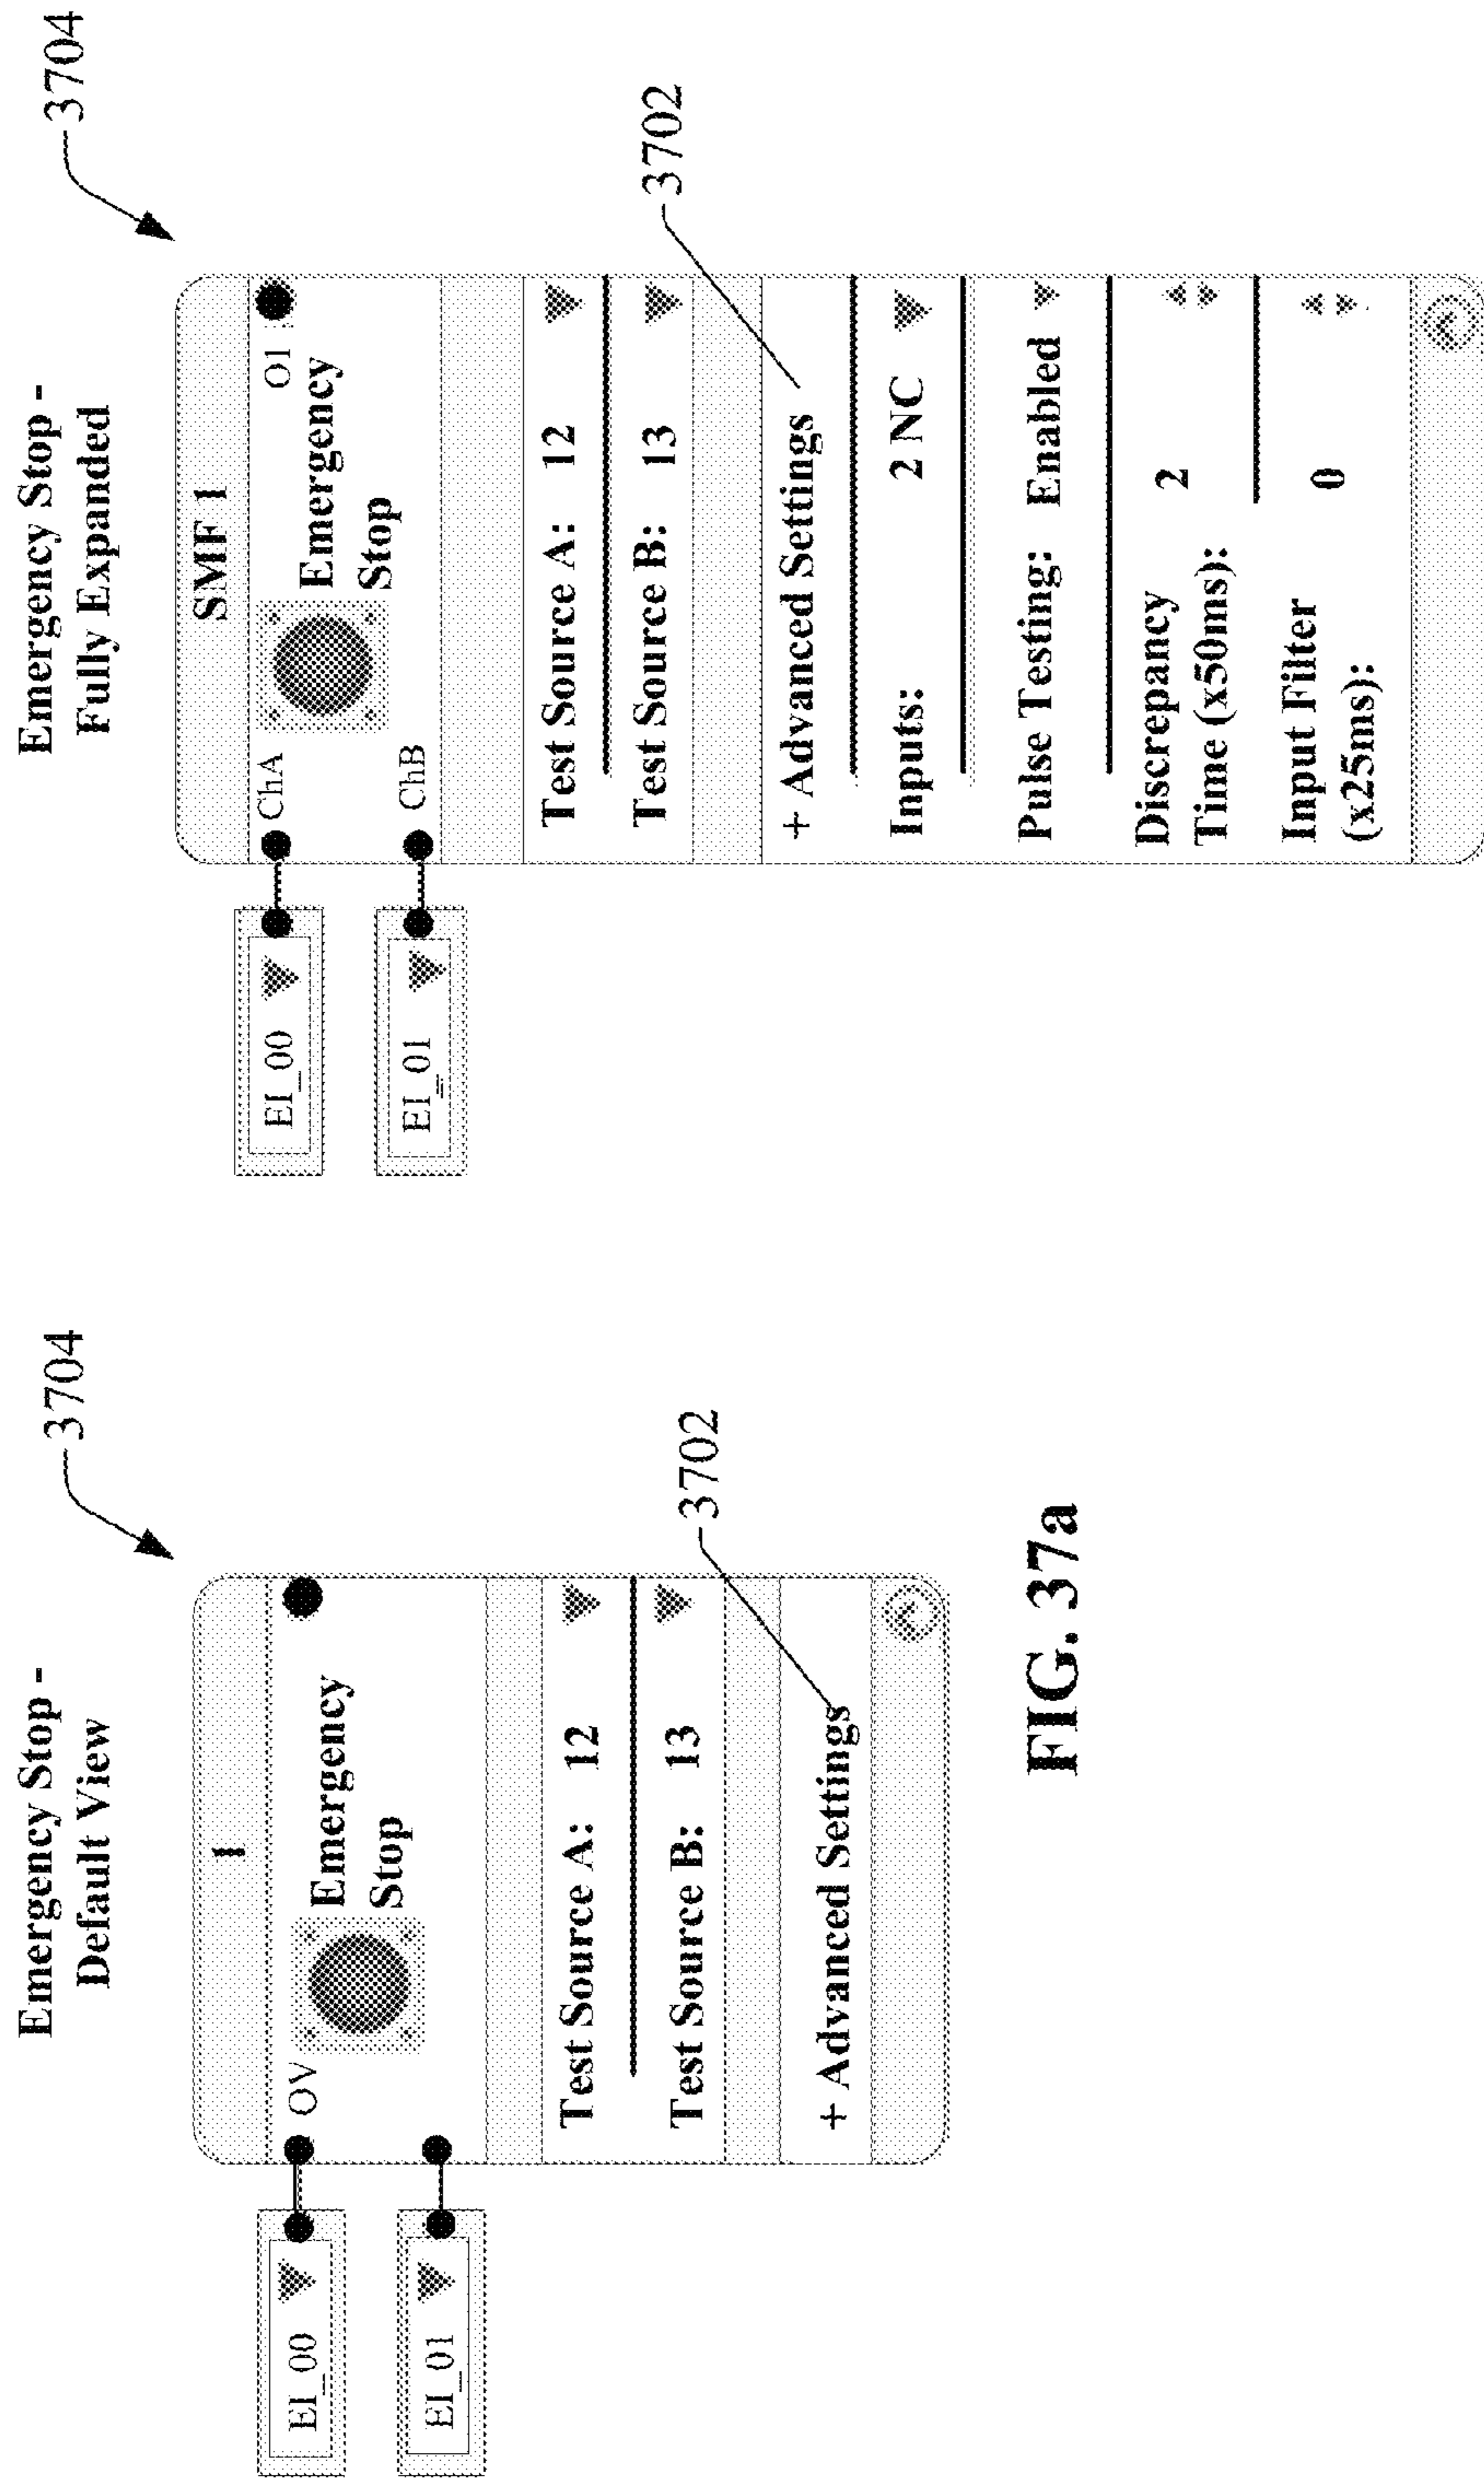 Emergency Stop -
Default View
3704
1
OV
Emergency
Stop
EI_00
EI_01
Test Source A: 12
Test Source B: 13
3702
+ Advanced Settings
Emergency Stop -
Fully Expanded
3704
SMF 1
ChA
O1
Emergency
Stop
ChB
EI_00
EI_01
Test Source A: 12
Test Source B: 13
3702
+ Advanced Settings
Inputs: 2 NC
Pulse Testing: Enabled
Discrepancy
Time (x50ms): 2
Input Filter
(x25ms): 0
FIG. 37a